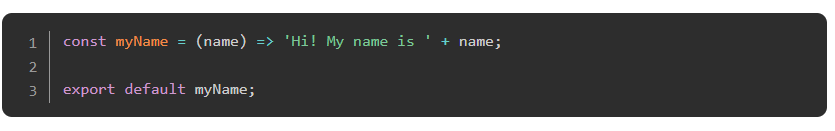 1 const myName = (name) => 'Hi! My name is ' + name;
2
3 export default myName;